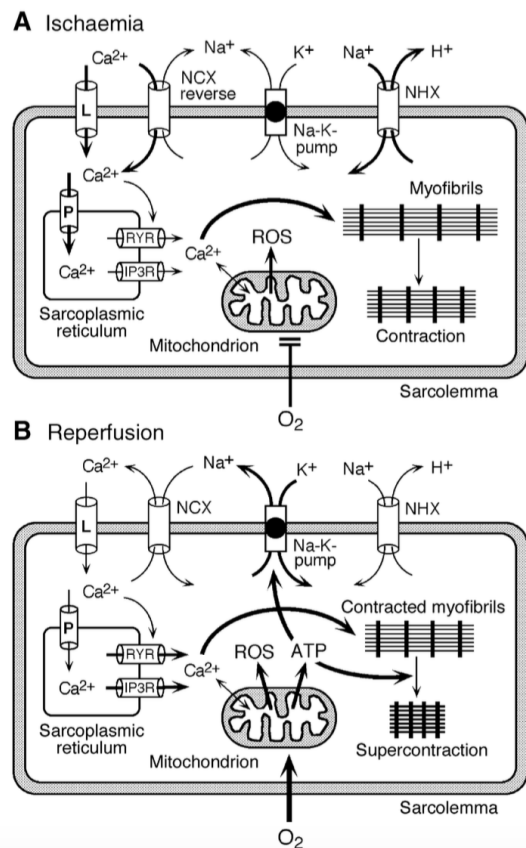 A Ischaemia
Ca2+
Na+
K+
Na+
H+
NCX
reverse
NHX
L
Na-K-
pump
Ca2+
Myofibrils
P
RYR
Ca2+
ROS
Ca2+
IP3R
Sarcoplasmic
reticulum
Mitochondrion
Contraction
Sarcolemma
O2
B Reperfusion
Ca2+
Na+
K+
Na+
H+
NCX
NHX
L
Na-K-
pump
Ca2+
Contracted myofibrils
P
RYR
Ca2+
ROS
ATP
Ca2+
IP3R
Sarcoplasmic
reticulum
Mitochondrion
Supercontraction
Sarcolemma
O2